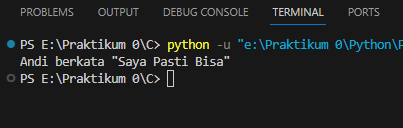 PROBLEMS OUTPUT DEBUG CONSOLE TERMINAL PORTS
PS E:\Praktikum 0\C> python -u "e:\Praktikum 0\Python\
Andi berkata "Saya Pasti Bisa"
PS E:\Praktikum 0\C>